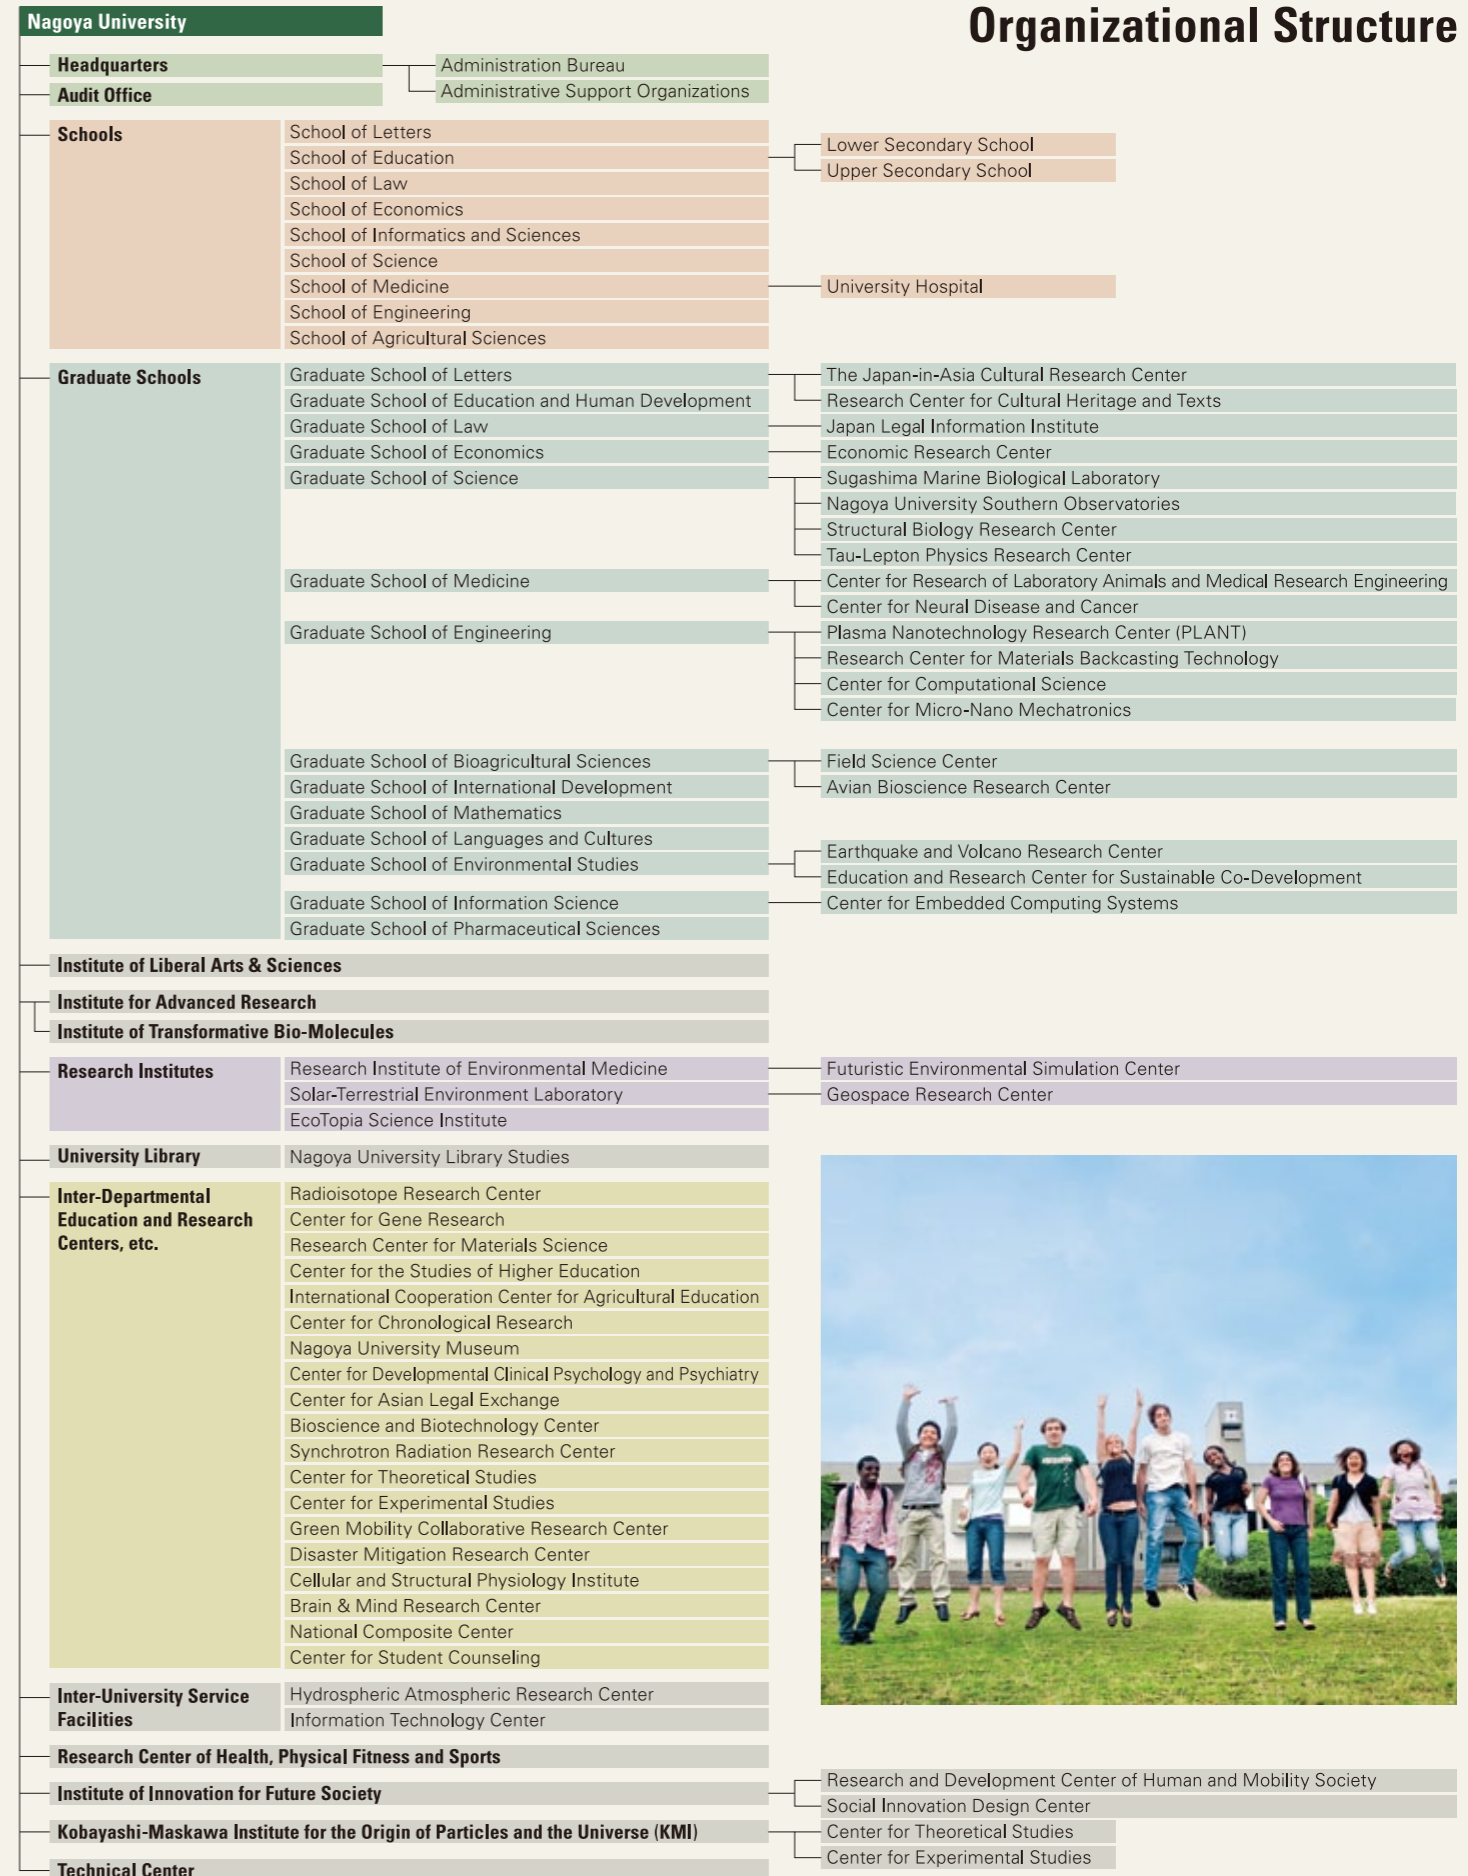 Nagoya University
Organizational Structure
Headquarters
Administration Bureau
Audit Office
Administrative Support Organizations
Schools
School of Letters
School of Education
Lower Secondary School
Upper Secondary School
School of Law
School of Economics
School of Informatics and Sciences
School of Science
School of Medicine
University Hospital
School of Engineering
School of Agricultural Sciences
Graduate Schools
Graduate School of Letters
The Japan-in-Asia Cultural Research Center
Graduate School of Education and Human Development
Research Center for Cultural Heritage and Texts
Graduate School of Law
Japan Legal Information Institute
Graduate School of Economics
Economic Research Center
Graduate School of Science
Sugashima Marine Biological Laboratory
Nagoya University Southern Observatories
Structural Biology Research Center
Tau-Lepton Physics Research Center
Graduate School of Medicine
Center for Research of Laboratory Animals and Medical Research Engineering
Center for Neural Disease and Cancer
Graduate School of Engineering
Plasma Nanotechnology Research Center (PLANT)
Research Center for Materials Backcasting Technology
Center for Computational Science
Center for Micro-Nano Mechatronics
Graduate School of Bioagricultural Sciences
Field Science Center
Graduate School of International Development
Avian Bioscience Research Center
Graduate School of Mathematics
Graduate School of Languages and Cultures
Graduate School of Environmental Studies
Earthquake and Volcano Research Center
Education and Research Center for Sustainable Co-Development
Graduate School of Information Science
Center for Embedded Computing Systems
Graduate School of Pharmaceutical Sciences
Institute of Liberal Arts & Sciences
Institute for Advanced Research
Institute of Transformative Bio-Molecules
Research Institutes
Research Institute of Environmental Medicine
Futuristic Environmental Simulation Center
Solar-Terrestrial Environment Laboratory
Geospace Research Center
EcoTopia Science Institute
University Library
Nagoya University Library Studies
Inter-Departmental
Education and Research
Centers, etc.
Radioisotope Research Center
Center for Gene Research
Research Center for Materials Science
Center for the Studies of Higher Education
International Cooperation Center for Agricultural Education
Center for Chronological Research
Nagoya University Museum
Center for Developmental Clinical Psychology and Psychiatry
Center for Asian Legal Exchange
Bioscience and Biotechnology Center
Synchrotron Radiation Research Center
Center for Theoretical Studies
Center for Experimental Studies
Green Mobility Collaborative Research Center
Disaster Mitigation Research Center
Cellular and Structural Physiology Institute
Brain & Mind Research Center
National Composite Center
Center for Student Counseling
Inter-University Service
Facilities
Hydrospheric Atmospheric Research Center
Information Technology Center
Research Center of Health, Physical Fitness and Sports
Institute of Innovation for Future Society
Research and Development Center of Human and Mobility Society
Social Innovation Design Center
Kobayashi-Maskawa Institute for the Origin of Particles and the Universe (KMI)
Center for Theoretical Studies
Center for Experimental Studies
Technical Center